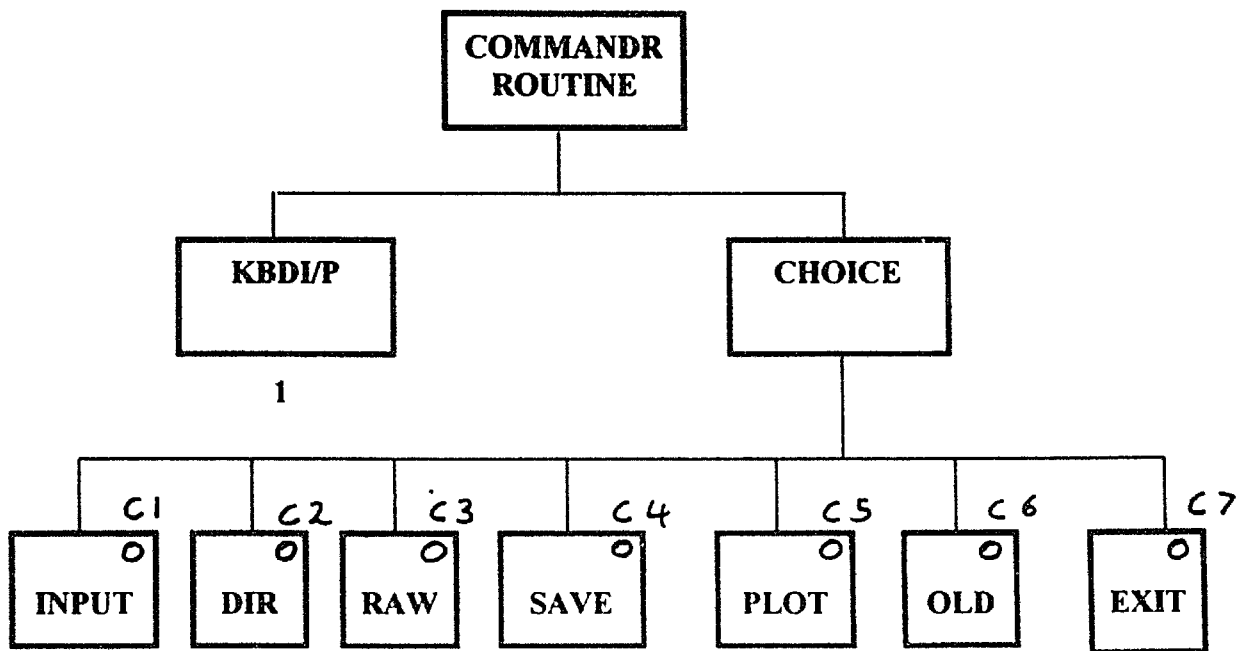 COMMANDR
ROUTINE
KBDI/P
CHOICE
1
C1 C2 C3 C4 C5 C6 C7
O O O O O O O
INPUT DIR RAW SAVE PLOT OLD EXIT